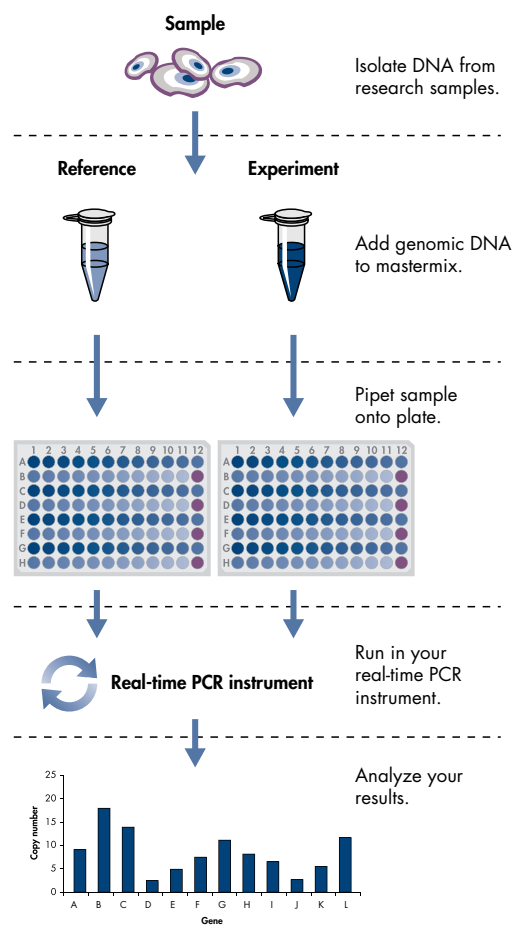 Sample
Isolate DNA from
research samples.
Reference
Experiment
Add genomic DNA
to mastermix.
Pipet sample
onto plate.
1 2 3 4 5 6 7 8 9 10 11 12
A
B
C
D
E
F
G
H
1 2 3 4 5 6 7 8 9 10 11 12
A
B
C
D
E
F
G
H
Real-time PCR instrument
Run in your
real-time PCR
instrument.
Analyze your
results.
Copy number
25
20
15
10
5
0
A B C D E F G H I J K L
Gene